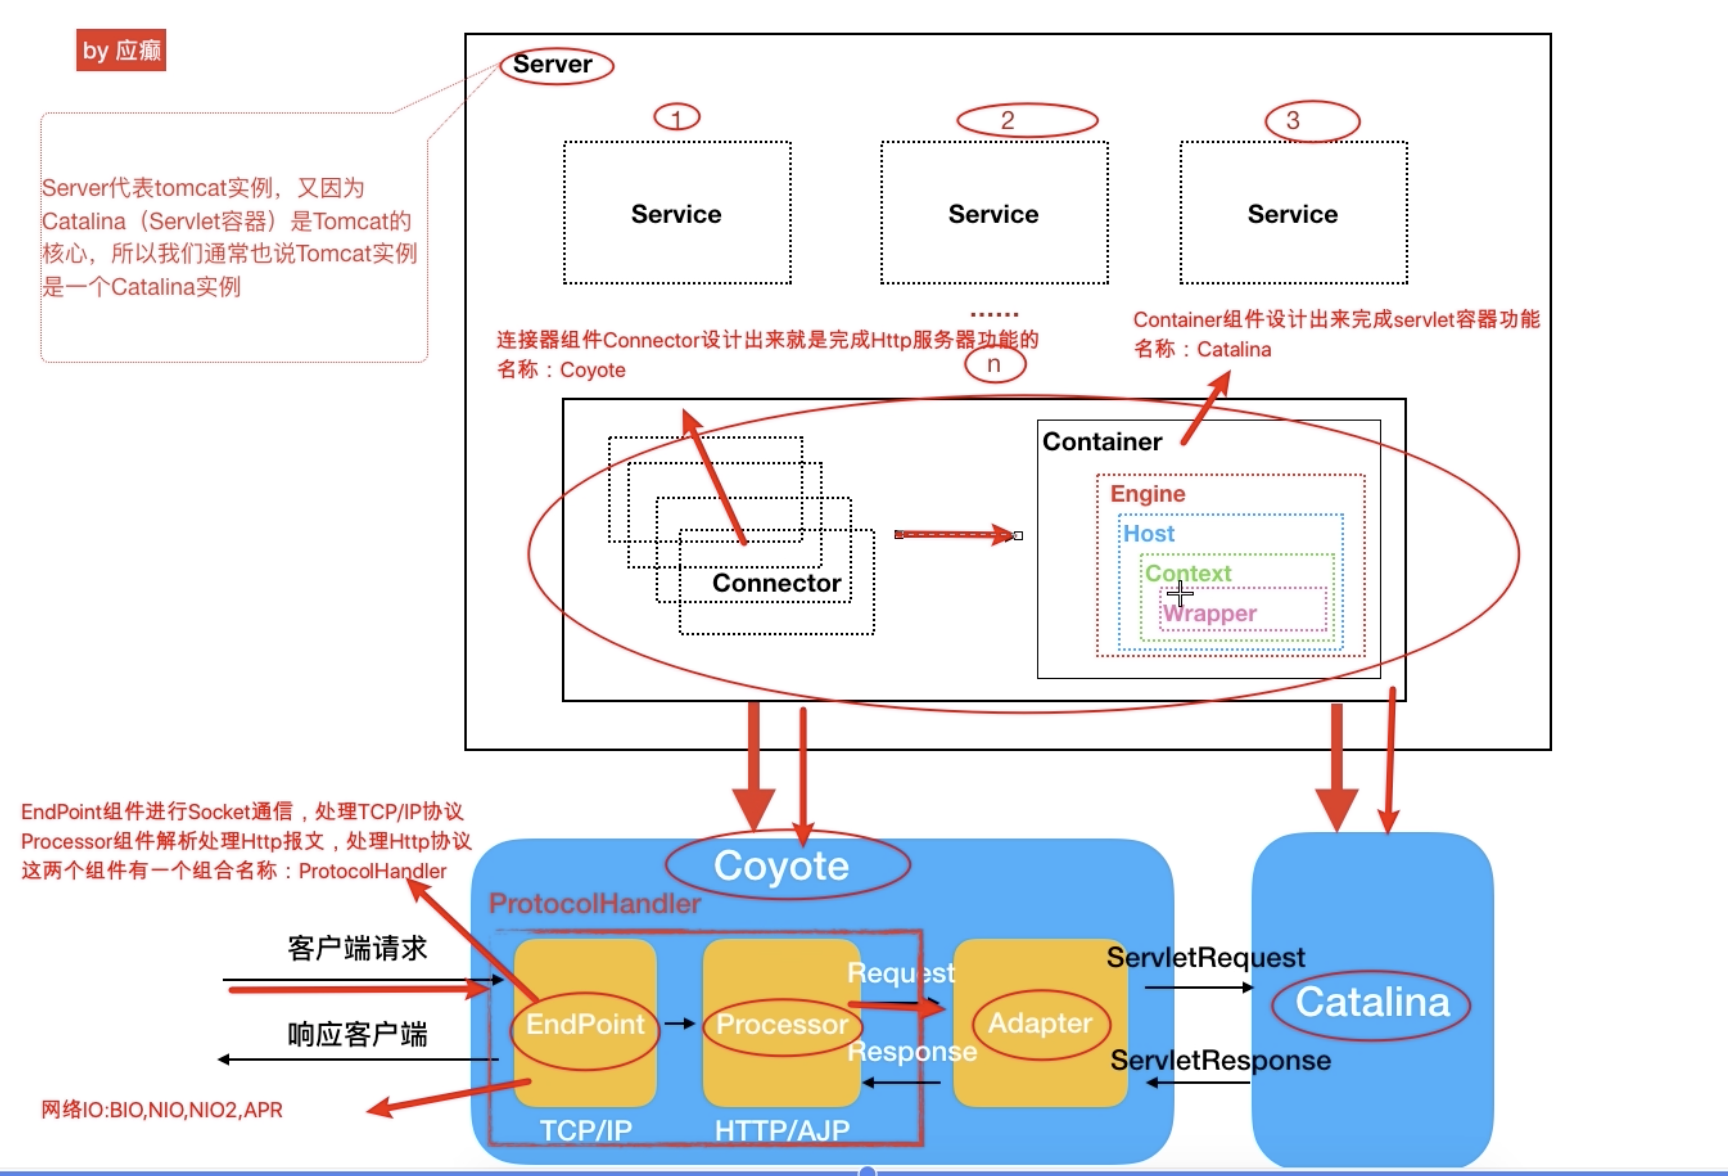 by 应癫
Server
1
2
3
Server代表tomcat实例，又因为
Catalina（Servlet容器）是Tomcat的
核心，所以我们通常也说Tomcat实例
是一个Catalina实例
Service
Service
Service
......
连接器组件Connector设计出来就是完成Http服务器功能的
名称：Coyote
n
Container组件设计出来完成servlet容器功能
名称：Catalina
Connector
Container
Engine
Host
Context
Wrapper
EndPoint组件进行Socket通信，处理TCP/IP协议
Processor组件解析处理Http报文，处理Http协议
这两个组件有一个组合名称：ProtocolHandler
Coyote
ProtocolHandler
客户端请求
响应客户端
EndPoint
Processor
Request
Response
Adapter
ServletRequest
ServletResponse
Catalina
网络IO:BIO,NIO,NIO2,APR
TCP/IP
HTTP/AJP